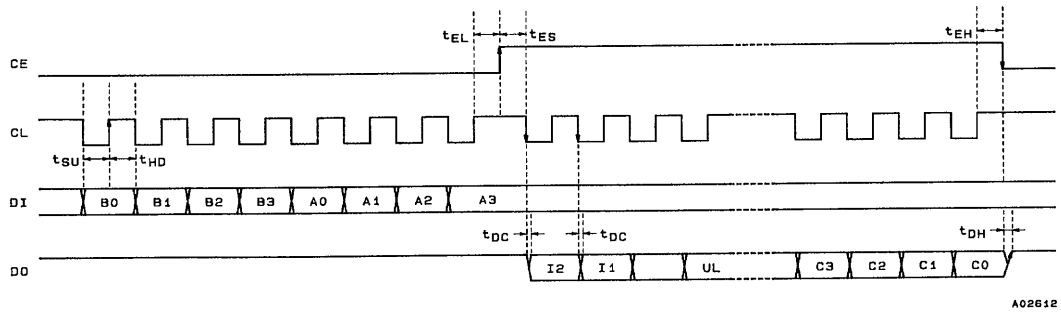 tEL tES tEH
CE
CL
tSU tHD
DI B0 B1 B2 B3 A0 A1 A2 A3
tDC tDC tDH
DO I2 I1 UL C3 C2 C1 C0
A02612